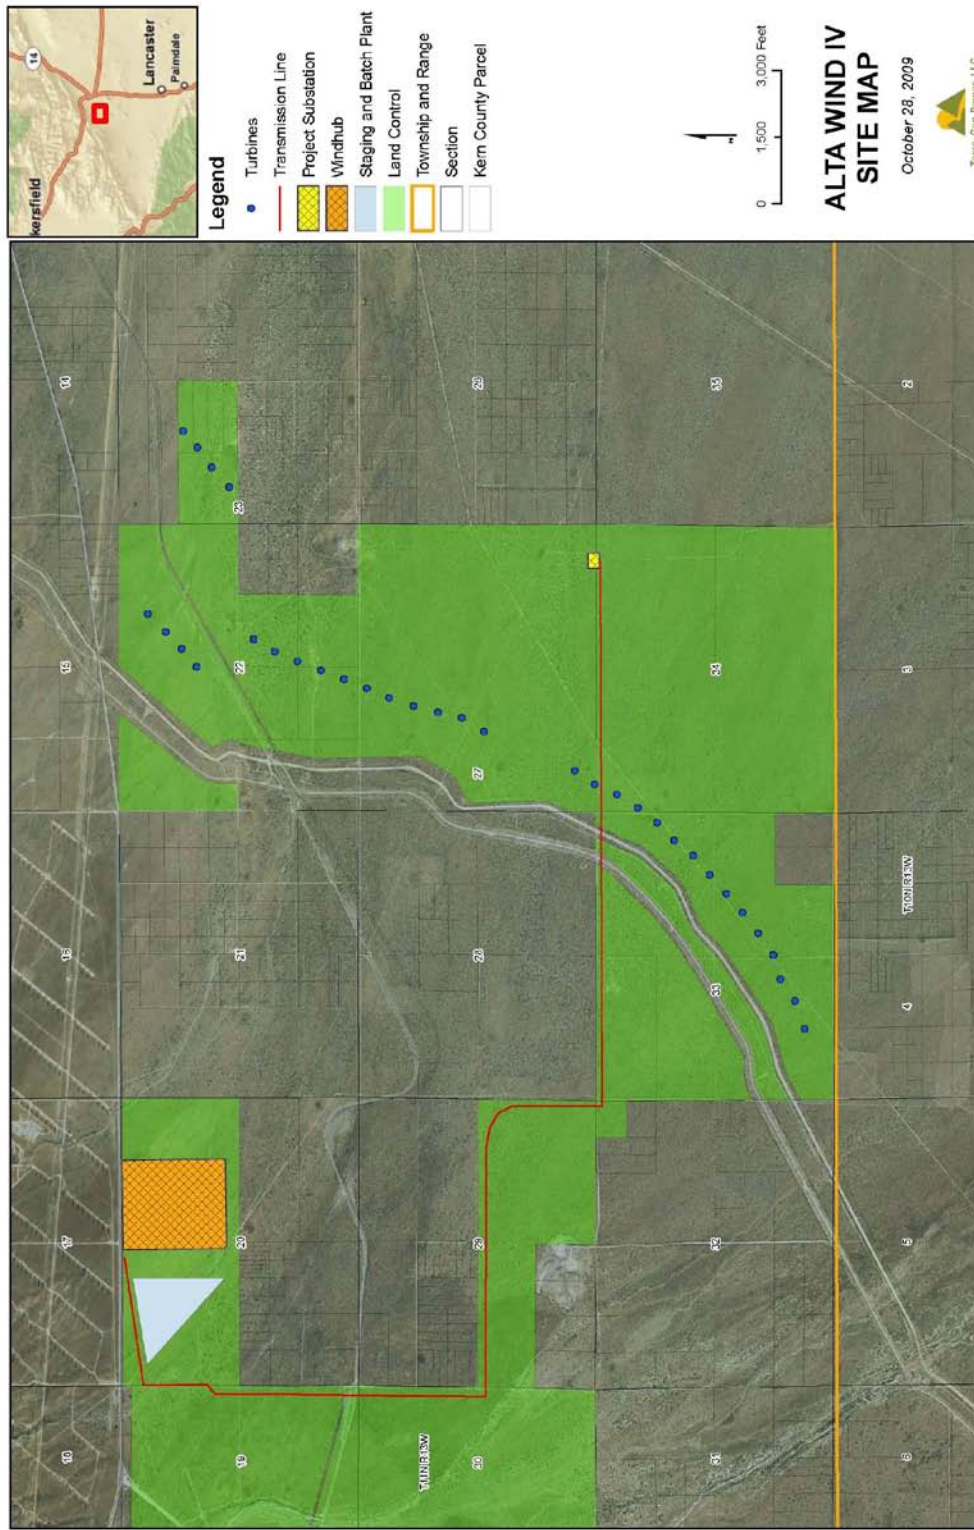 14
Lancaster
Palmdale
kersfield
Legend
Turbines
Transmission Line
Project Substation
Windhub
Staging and Batch Plant
Land Control
Township and Range
Section
Kern County Parcel
0 1,500 3,000 Feet
ALTA WIND IV
SITE MAP
October 28, 2009
18
17
16
15
14
19
20
21
22
23
T11N R13W
30
29
28
27
31
32
33
34
35
T10N R13W
6
5
4
3
2